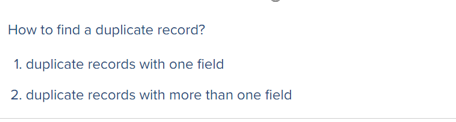 How to find a duplicate record?
1. duplicate records with one field
2. duplicate records with more than one field